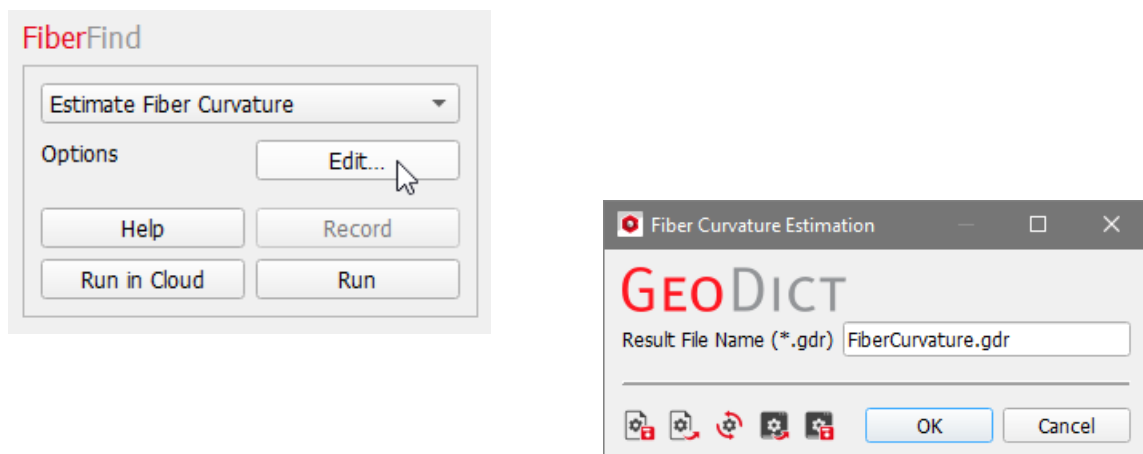 FiberFind
Estimate Fiber Curvature
Options
Edit...
Help
Record
Run in Cloud
Run
Fiber Curvature Estimation
GEODICT
Result File Name (*.gdr) FiberCurvature.gdr
OK
Cancel